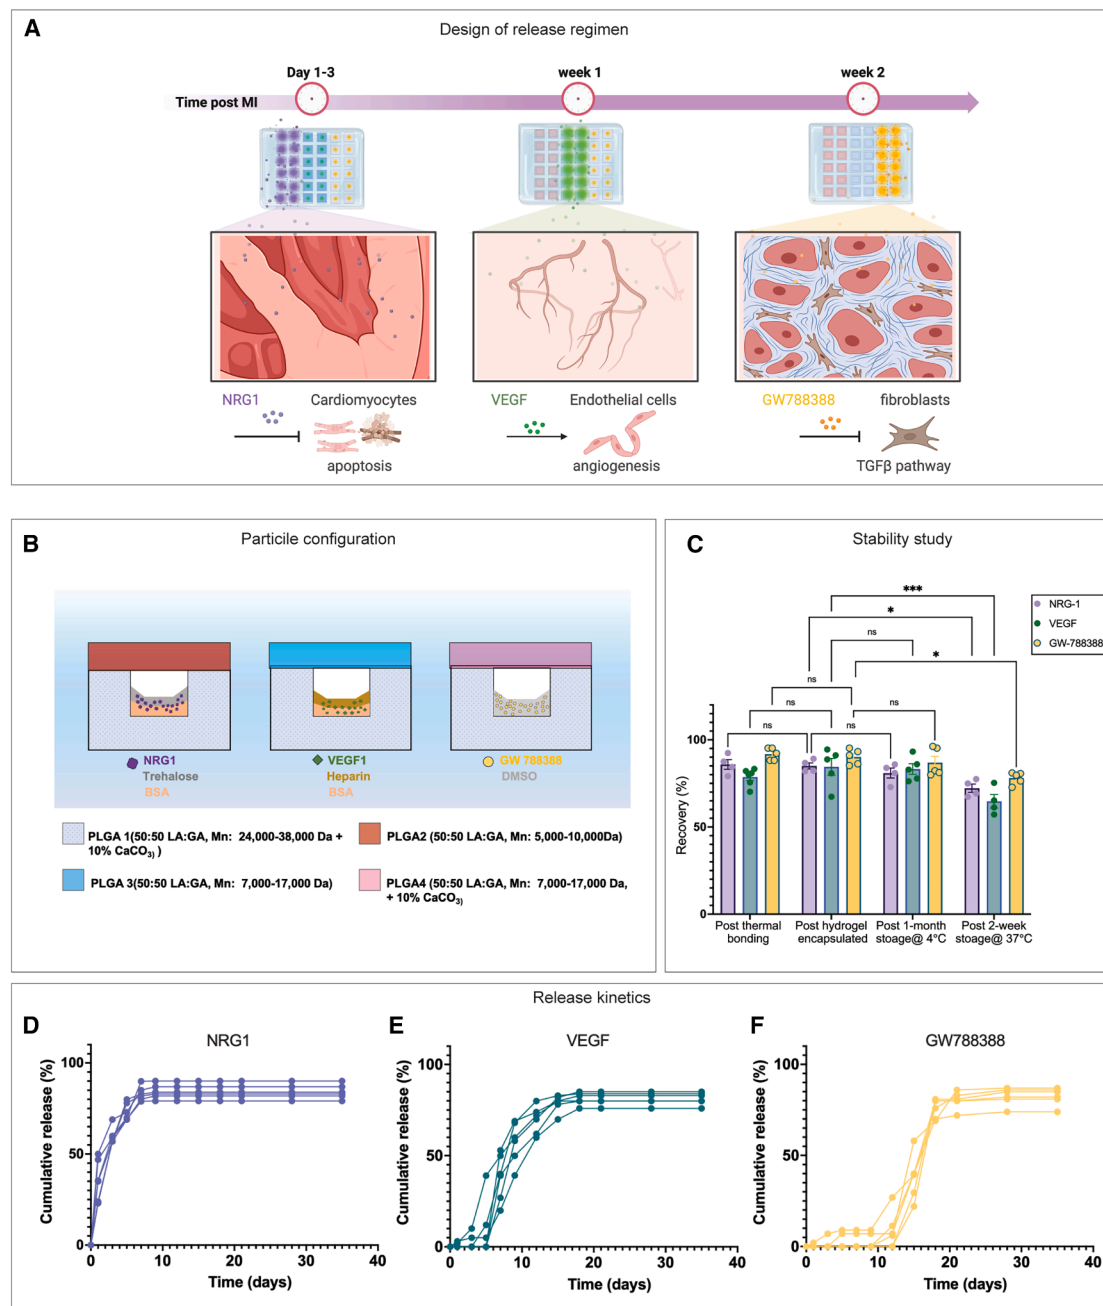 A
Design of release regimen
Day 1-3
week 1
week 2
Time post MI
NRG1
Cardiomyocytes
apoptosis
VEGF
Endothelial cells
angiogenesis
GW788388
fibroblasts
TGFβ pathway
B
Particile configuration
NRG1
Trehalose
BSA
VEGF1
Heparin
BSA
GW 788388
DMSO
PLGA 1(50:50 LA:GA, Mn: 24,000-38,000 Da +
10% CaCO3) )
PLGA2 (50:50 LA:GA, Mn: 5,000-10,000Da)
PLGA 3(50:50 LA:GA, Mn: 7,000-17,000 Da)
PLGA4 (50:50 LA:GA, Mn: 7,000-17,000 Da,
+ 10% CaCO3)
C
Stability study
NRG-1
VEGF
GW-788388
***
*
ns
*
ns
ns
ns
ns
ns
Recovery (%)
100
50
0
Post thermal
bonding
Post hydrogel
encapsulated
Post 1-month
stoage@ 4°C
Post 2-week
stoage@ 37°C
Release kinetics
D
NRG1
Cumulative release (%)
100
50
0
0 10 20 30 40
Time (days)
E
VEGF
Cumulative release (%)
100
50
0
0 10 20 30 40
Time (days)
F
GW788388
Cumulative release (%)
100
50
0
0 10 20 30 40
Time (days)